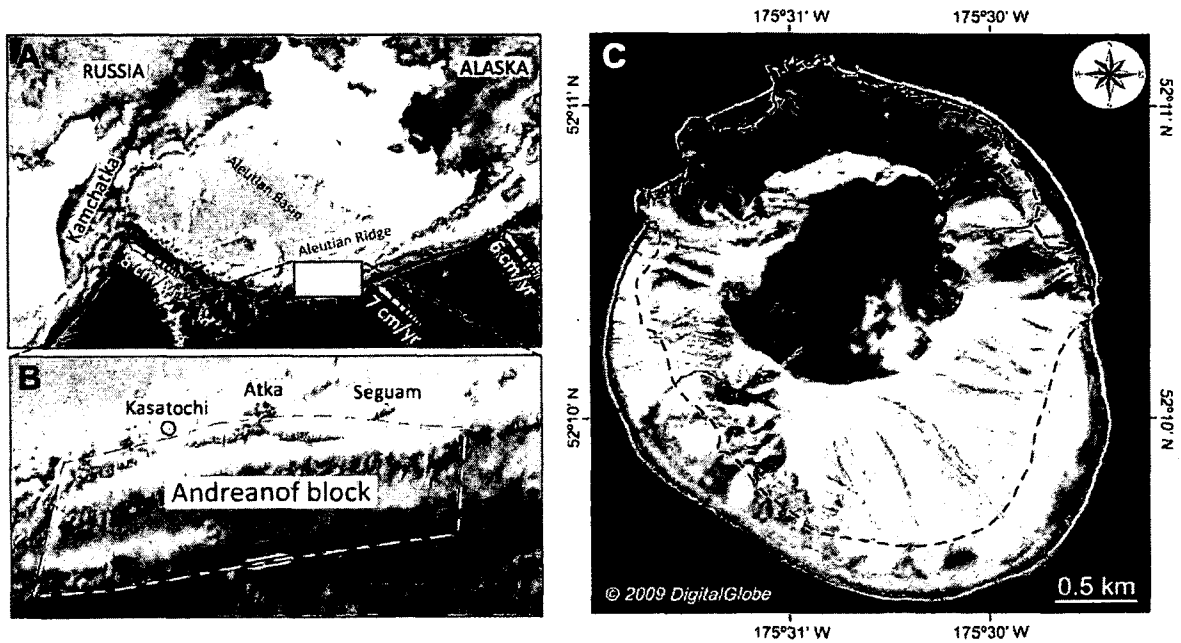 A
RUSSIA
ALASKA
Kamchatka
Aleutian Basin
Aleutian Ridge
7 cm/yr
6 cm/yr
B
Kasatochi
Atka
Seguam
Andreanof block
175°31' W
175°30' W
C
52°11' N
52°11' N
52°10' N
52°10' N
© 2009 DigitalGlobe
0.5 km
175°31' W
175°30' W